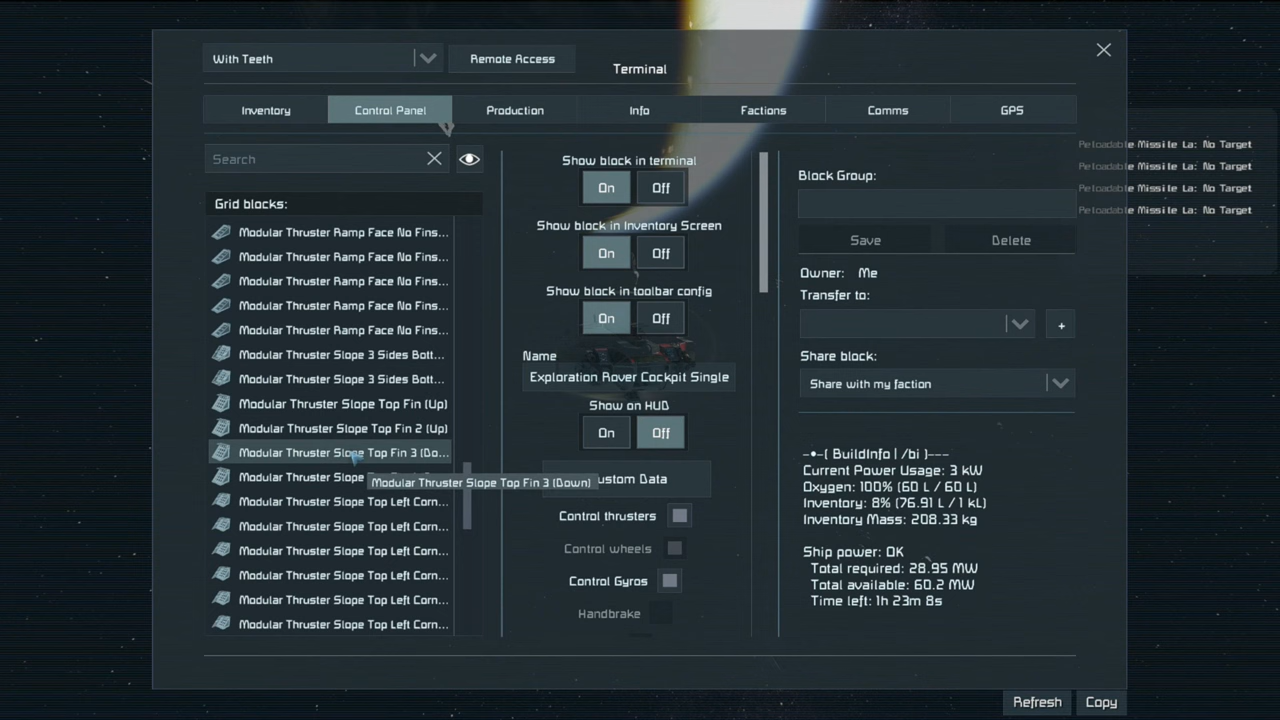 With Teeth
Remote Access
Terminal
Inventory
Control Panel
Production
Info
Factions
Comms
GPS
Search
Grid blocks:
Modular Thruster Ramp Face No Fins...
Modular Thruster Ramp Face No Fins...
Modular Thruster Ramp Face No Fins...
Modular Thruster Ramp Face No Fins...
Modular Thruster Ramp Face No Fins...
Modular Thruster Slope 3 Sides Bott...
Modular Thruster Slope 3 Sides Bott...
Modular Thruster Slope Top Fin (Up)
Modular Thruster Slope Top Fin 2 (Up)
Modular Thruster Slope Top Fin 3 (Do...
Modular Thruster Slope
Modular Thruster Slope Top Fin 3 (Down)
Modular Thruster Slope Top Left Corn...
Modular Thruster Slope Top Left Corn...
Modular Thruster Slope Top Left Corn...
Modular Thruster Slope Top Left Corn...
Modular Thruster Slope Top Left Corn...
Modular Thruster Slope Top Left Corn...
Show block in terminal
On Off
Show block in Inventory Screen
On Off
Show block in toolbar config
On Off
Name
Exploration Rover Cockpit Single
Show on HUD
On Off
ustom Data
Control thrusters
Control wheels
Control Gyros
Handbrake
Block Group:
Save
Delete
Owner: Me
Transfer to:
+
Share block:
Share with my faction
-•-( BuildInfo | /bi )---
Current Power Usage: 3 kW
Oxygen: 100% (60 L / 60 L)
Inventory: 8% (76.91 L / 1 kL)
Inventory Mass: 208.33 kg
Ship power: OK
Total required: 28.95 MW
Total available: 60.2 MW
Time left: 1h 23m 8s
Reloadable Missile La: No Target
Reloadable Missile La: No Target
Reloadable Missile La: No Target
Reloadable Missile La: No Target
Refresh
Copy